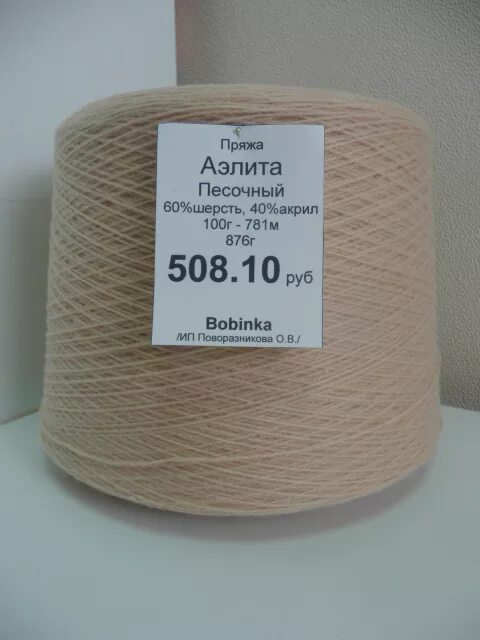 Пряжа
Аэлита
Песочный
60%шерсть, 40%акрил
100г - 781м
876г
508.10 руб
Bobinka
/ИП Поворазникова О.В./